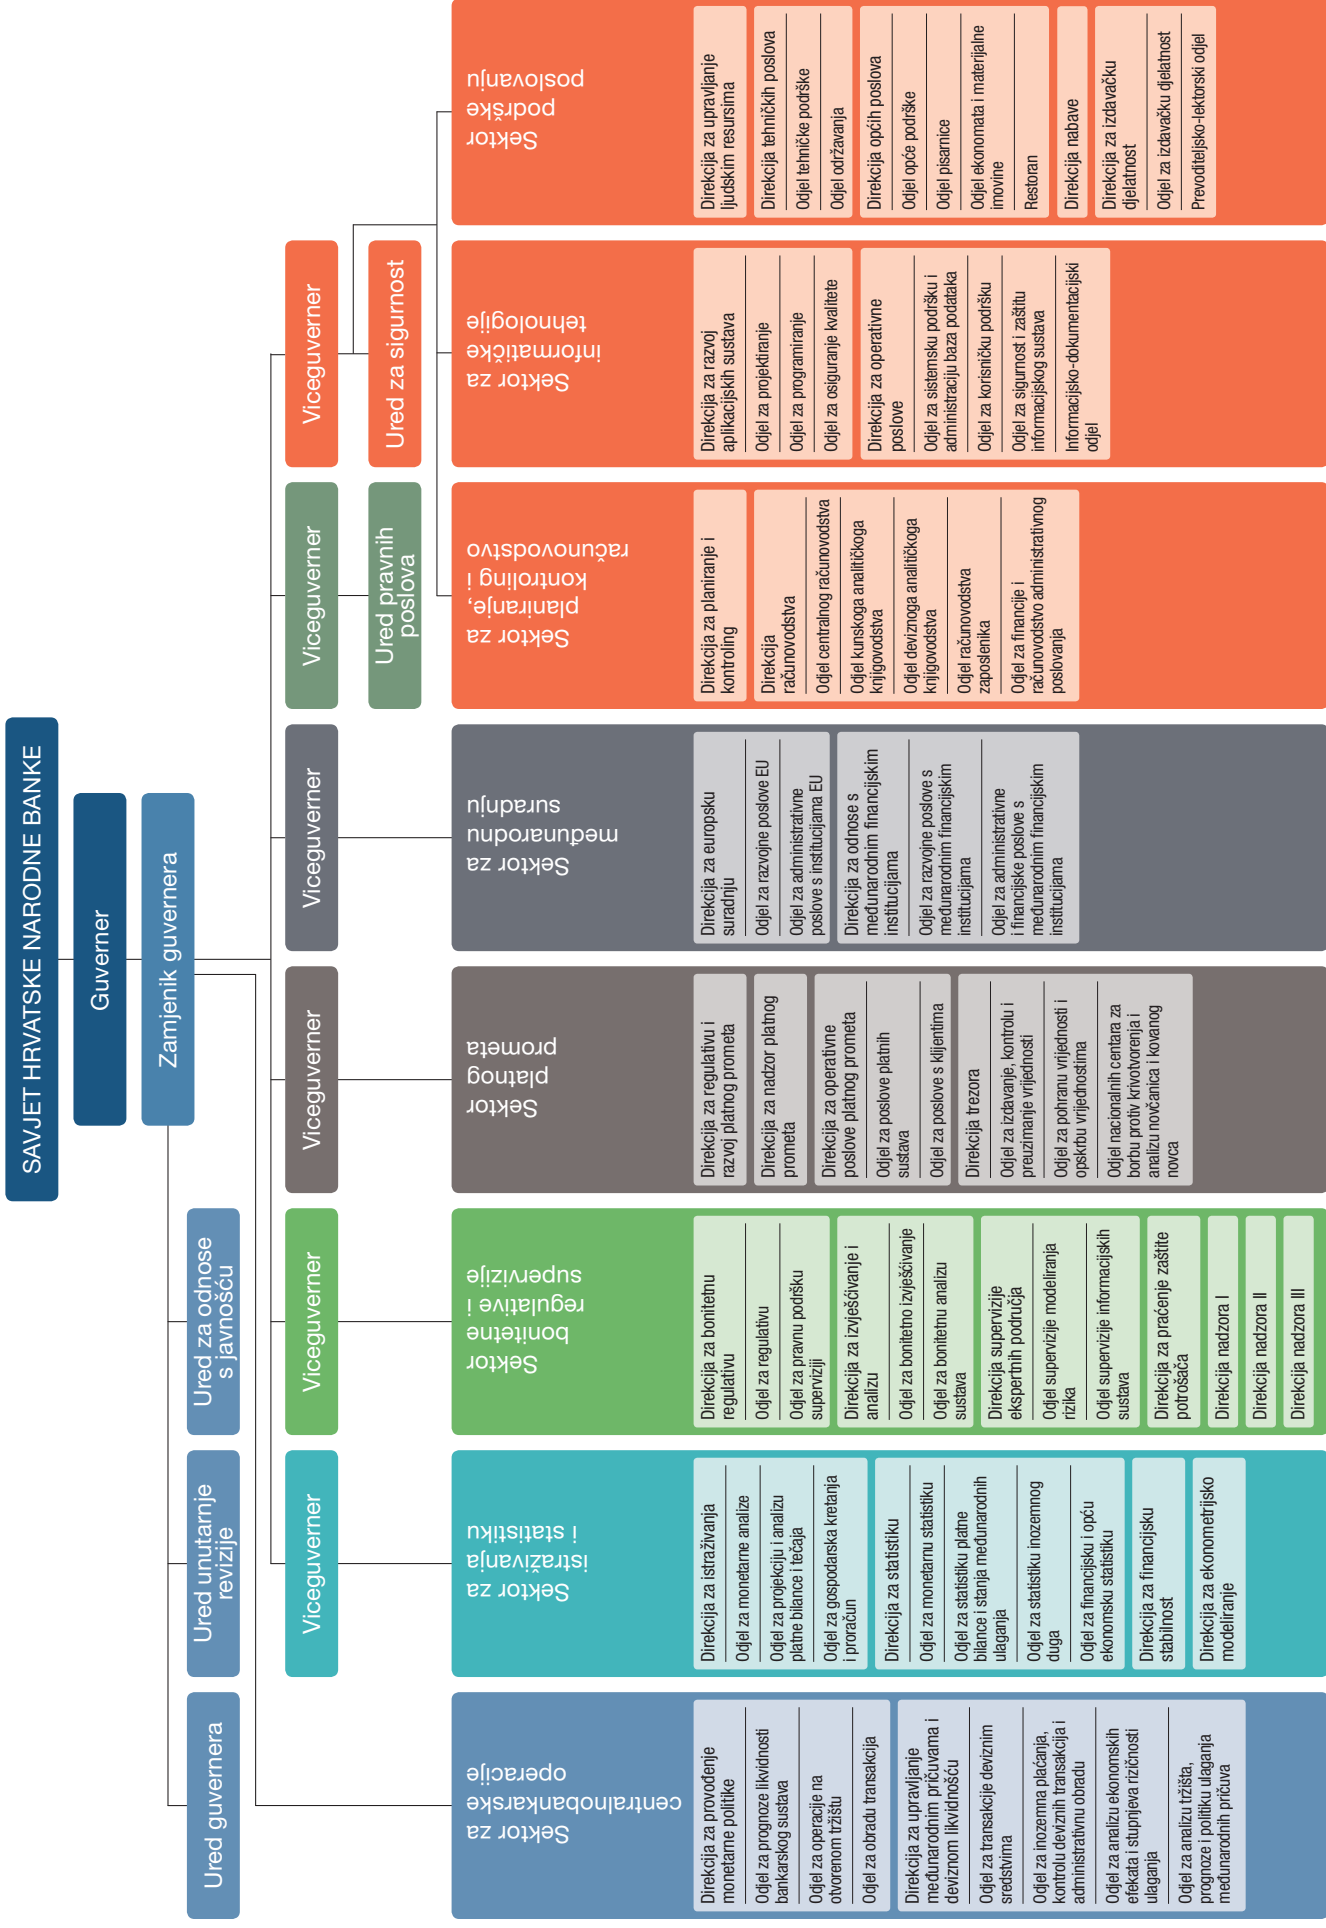 SAVJET HRVATSKE NARODNE BANKE
Guverner
Zamjenik guvernera
Ured guvernera
Ured unutarnje
revizije
Ured za odnose
s javnošću
Viceguverner
Viceguverner
Viceguverner
Viceguverner
Viceguverner
Viceguverner
Ured pravnih
poslova
Ured za sigurnost
Sektor za
centralnobankarske
operacije
Direkcija za provođenje
monetarne politike
Odjel za prognoze likvidnosti
bankarskog sustava
Odjel za operacije na
otvorenom tržištu
Odjel za obradu transakcija
Direkcija za upravljanje
međunarodnim pričuvama i
deviznom likvidnošću
Odjel za transakcije deviznim
sredstvima
Odjel za inozemna plaćanja,
kontrolu deviznih transakcija i
administrativnu obradu
Odjel za analizu ekonomskih
efekata i stupnjeva rizičnosti
ulaganja
Odjel za analizu tržišta,
prognoze i politiku ulaganja
međunarodnih pričuva
Sektor za
istraživanja
i statistiku
Direkcija za istraživanja
Odjel za monetarne analize
Odjel za projekciju i analizu
platne bilance i tečaja
Odjel za gospodarska kretanja
i proračun
Direkcija za statistiku
Odjel za monetarnu statistiku
Odjel za statistiku platne
bilance i stanja međunarodnih
ulaganja
Odjel za statistiku inozemnog
duga
Odjel za financijsku i opću
ekonomsku statistiku
Direkcija za financijsku
stabilnost
Direkcija za ekonometrijsko
modeliranje
Sektor
bonitetne
regulative i
supervizije
Direkcija za bonitetnu
regulativu
Odjel za regulativu
Odjel za pravnu podršku
superviziji
Direkcija za izvješćivanje i
analizu
Odjel za bonitetno izvješćivanje
Odjel za bonitetnu analizu
sustava
Direkcija supervizije
ekspertnih područja
Odjel supervizije modeliranja
rizika
Odjel supervizije informacijskih
sustava
Direkcija za praćenje zaštite
potrošača
Direkcija nadzora I
Direkcija nadzora II
Direkcija nadzora III
Sektor
platnog
prometa
Direkcija za regulativu i
razvoj platnog prometa
Direkcija za nadzor platnog
prometa
Direkcija za operativne
poslove platnog prometa
Odjel za poslove platnih
sustava
Odjel za poslove s klijentima
Direkcija trezora
Odjel za izdavanje, kontrolu i
preuzimanje vrijednosti
Odjel za pohranu vrijednosti i
opskrbu vrijednostima
Odjel nacionalnih centara za
borbu protiv krivotvorenja i
analizu novčanica i kovanog
novca
Sektor za
međunarodnu
suradnju
Direkcija za europsku
suradnju
Odjel za razvojne poslove EU
Odjel za administrativne
poslove s institucijama EU
Direkcija za odnose s
međunarodnim financijskim
institucijama
Odjel za razvojne poslove s
međunarodnim financijskim
institucijama
Odjel za administrativne
i financijske poslove s
međunarodnim financijskim
institucijama
Sektor za
planiranje,
kontroling i
računovodstvo
Direkcija za planiranje i
kontroling
Direkcija
računovodstva
Odjel centralnog računovodstva
Odjel kunskoga analitičkoga
knjigovodstva
Odjel deviznoga analitičkoga
knjigovodstva
Odjel računovodstva
zaposlenika
Odjel za financije i
računovodstvo administrativnog
poslovanja
Sektor za
informatičke
tehnologije
Direkcija za razvoj
aplikacijskih sustava
Odjel za projektiranje
Odjel za programiranje
Odjel za osiguranje kvalitete
Direkcija za operativne
poslove
Odjel za sistemsku podršku i
administraciju baza podataka
Odjel za korisničku podršku
Odjel za sigurnost i zaštitu
informacijskog sustava
Informacijsko-dokumentacijski
odjel
Sektor
podrške
poslovanju
Direkcija za upravljanje
ljudskim resursima
Direkcija tehničkih poslova
Odjel tehničke podrške
Odjel održavanja
Direkcija općih poslova
Odjel opće podrške
Odjel pisarnice
Odjel ekonomata i materijalne
imovine
Restoran
Direkcija nabave
Direkcija za izdavačku
djelatnost
Odjel za izdavačku djelatnost
Prevoditeljsko-lektorski odjel